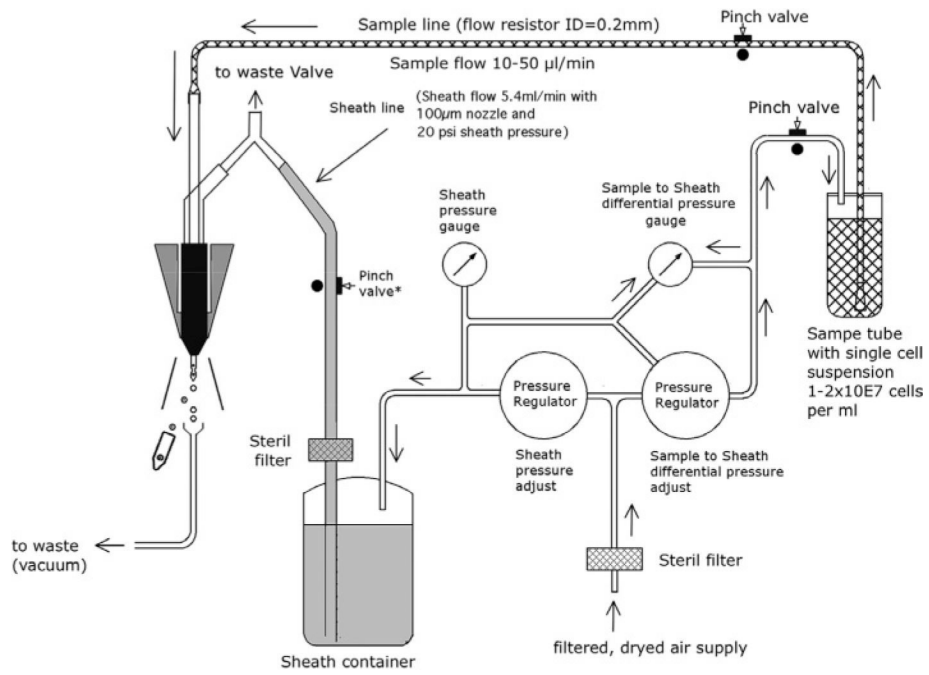 Sample line (flow resistor ID=0.2mm)
Pinch valve
Sample flow 10-50 µl/min
to waste Valve
Sheath line
(Sheath flow 5.4ml/min with
100µm nozzle and
20 psi sheath pressure)
Pinch valve
Sheath
pressure
gauge
Sample to Sheath
differential pressure
gauge
Pinch
valve*
Sampe tube
with single cell
suspension
1-2x10E7 cells
per ml
Pressure
Regulator
Pressure
Regulator
Steril
filter
Sheath
pressure
adjust
Sample to Sheath
differential pressure
adjust
to waste
(vacuum)
Steril filter
filtered, dryed air supply
Sheath container